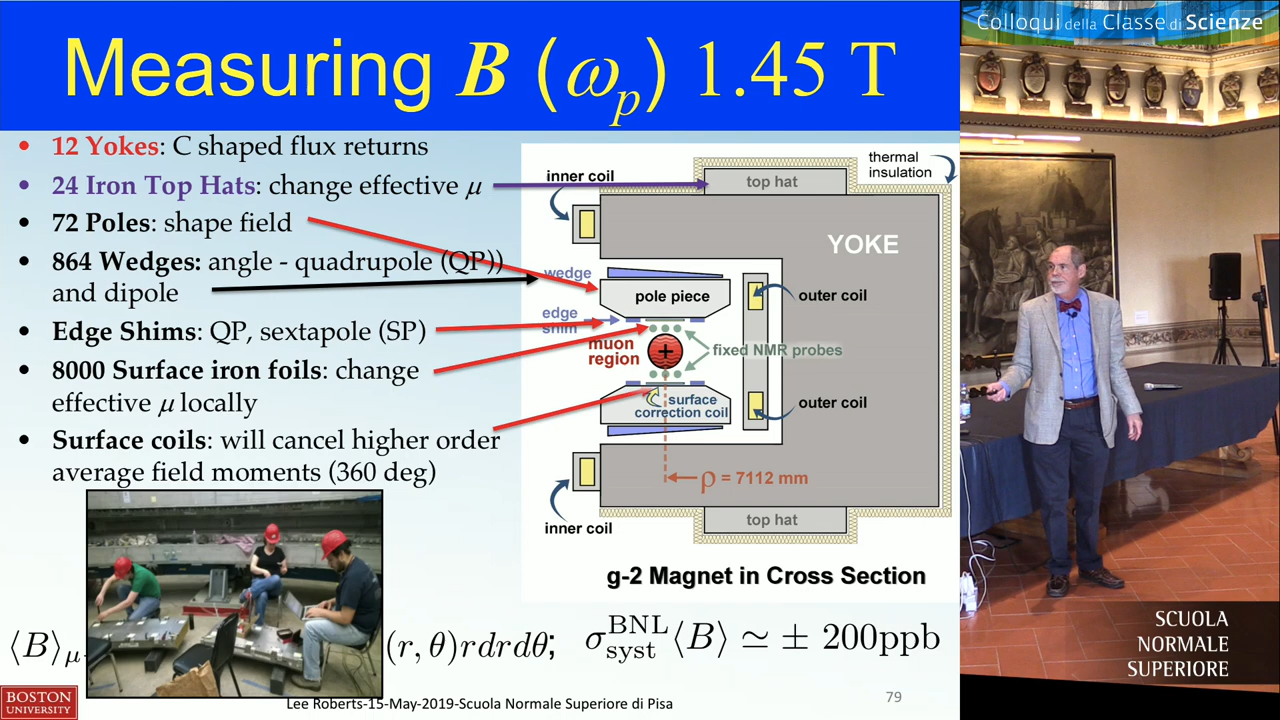 Measuring B (ωp) 1.45 T
• 12 Yokes: C shaped flux returns
• 24 Iron Top Hats: change effective μ
• 72 Poles: shape field
• 864 Wedges: angle - quadrupole (QP))
and dipole
• Edge Shims: QP, sextapole (SP)
• 8000 Surface iron foils: change
effective μ locally
• Surface coils: will cancel higher order
average field moments (360 deg)
thermal
insulation
inner coil
top hat
YOKE
wedge
pole piece
outer coil
edge
shim
muon
region
fixed NMR probes
surface
correction coil
outer coil
ρ = 7112 mm
inner coil
top hat
g-2 Magnet in Cross Section
⟨B⟩μ
(r, θ)rdrdθ; σ syst BNL ⟨B⟩ ≃ ± 200ppb
BOSTON
UNIVERSITY
Lee Roberts-15-May-2019-Scuola Normale Superiore di Pisa
79
Colloqui della Classe di Scienze
SCUOLA
NORMALE
SUPERIORE